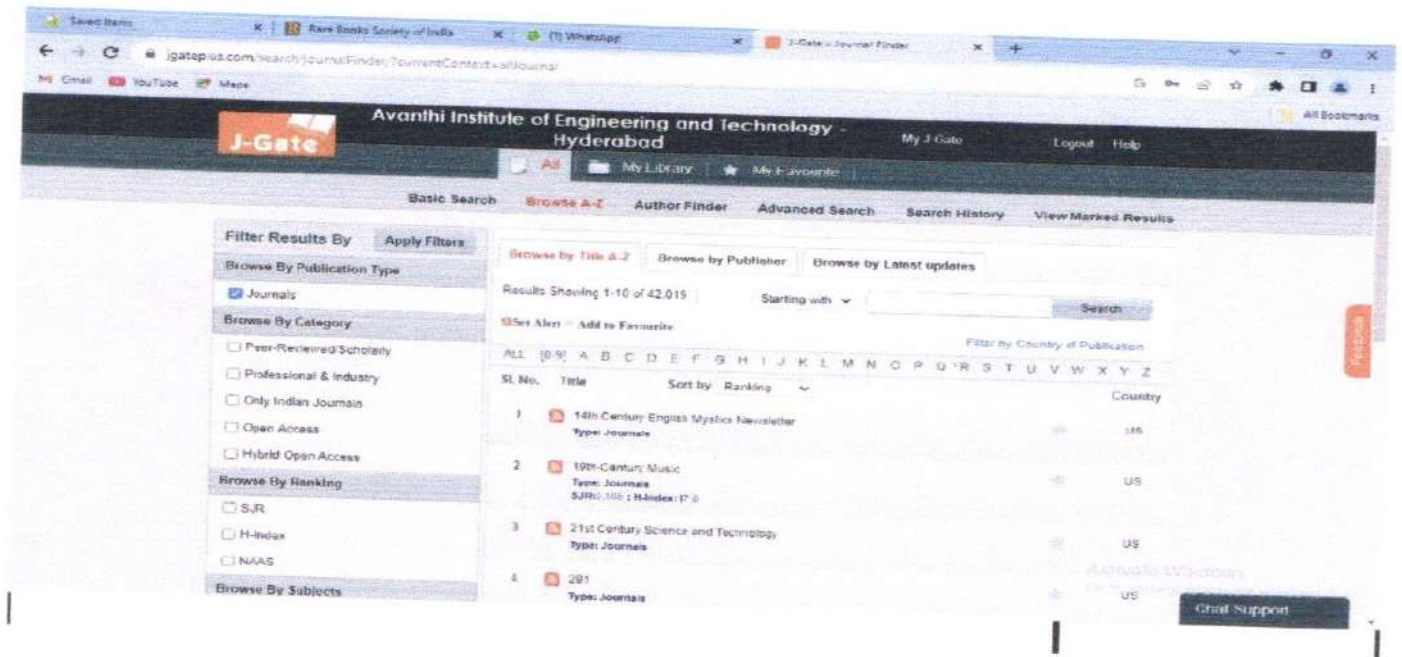 Saved Items
Rare Books Society of India
(1) WhatsApp
J-Gate - Journal Finder
jgateplus.com/search/journalFinder/?currentContext=allJournal
Gmail YouTube Maps
All Bookmarks
J-Gate
Avanthi Institute of Engineering and Technology -
Hyderabad
My J-Gate Logout Help
All My Library My Favourite
Basic Search Browse A-Z Author Finder Advanced Search Search History View Marked Results
Filter Results By Apply Filters
Browse By Publication Type
Journals
Browse By Category
Peer-Reviewed/Scholarly
Professional & Industry
Only Indian Journals
Open Access
Hybrid Open Access
Browse By Ranking
SJR
H-Index
NAAS
Browse By Subjects
Browse by Title A-Z Browse by Publisher Browse by Latest updates
Results Showing 1-10 of 42,019 Starting with Search
Set Alert Add to Favourite
Filter by Country of Publication
ALL [0-9] A B C D E F G H I J K L M N O P Q R S T U V W X Y Z
Sl. No. Title Sort by Ranking Country
1 14th Century English Mystics Newsletter US
Type: Journals
2 19th-Century Music US
Type: Journals
SJR: H-Index:
3 21st Century Science and Technology US
Type: Journals
4 291 US
Type: Journals
Activate Windows
Feedback
Chat Support